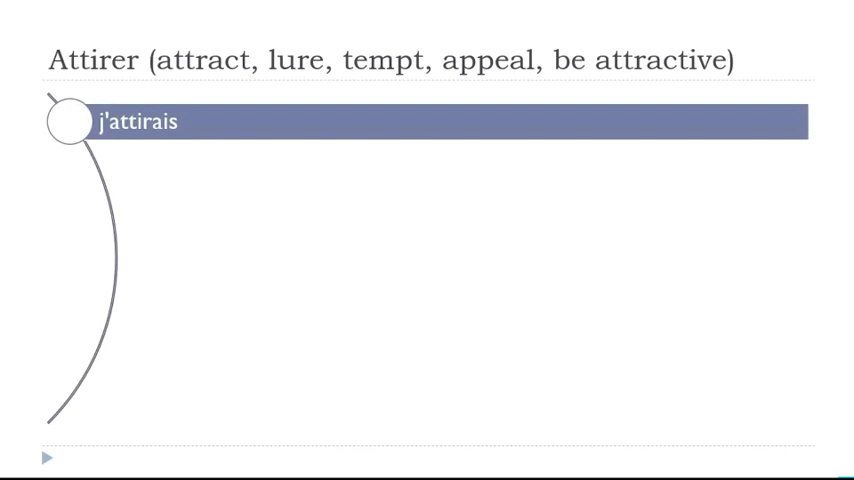 Attirer (attract, lure, tempt, appeal, be attractive)
j'attirais